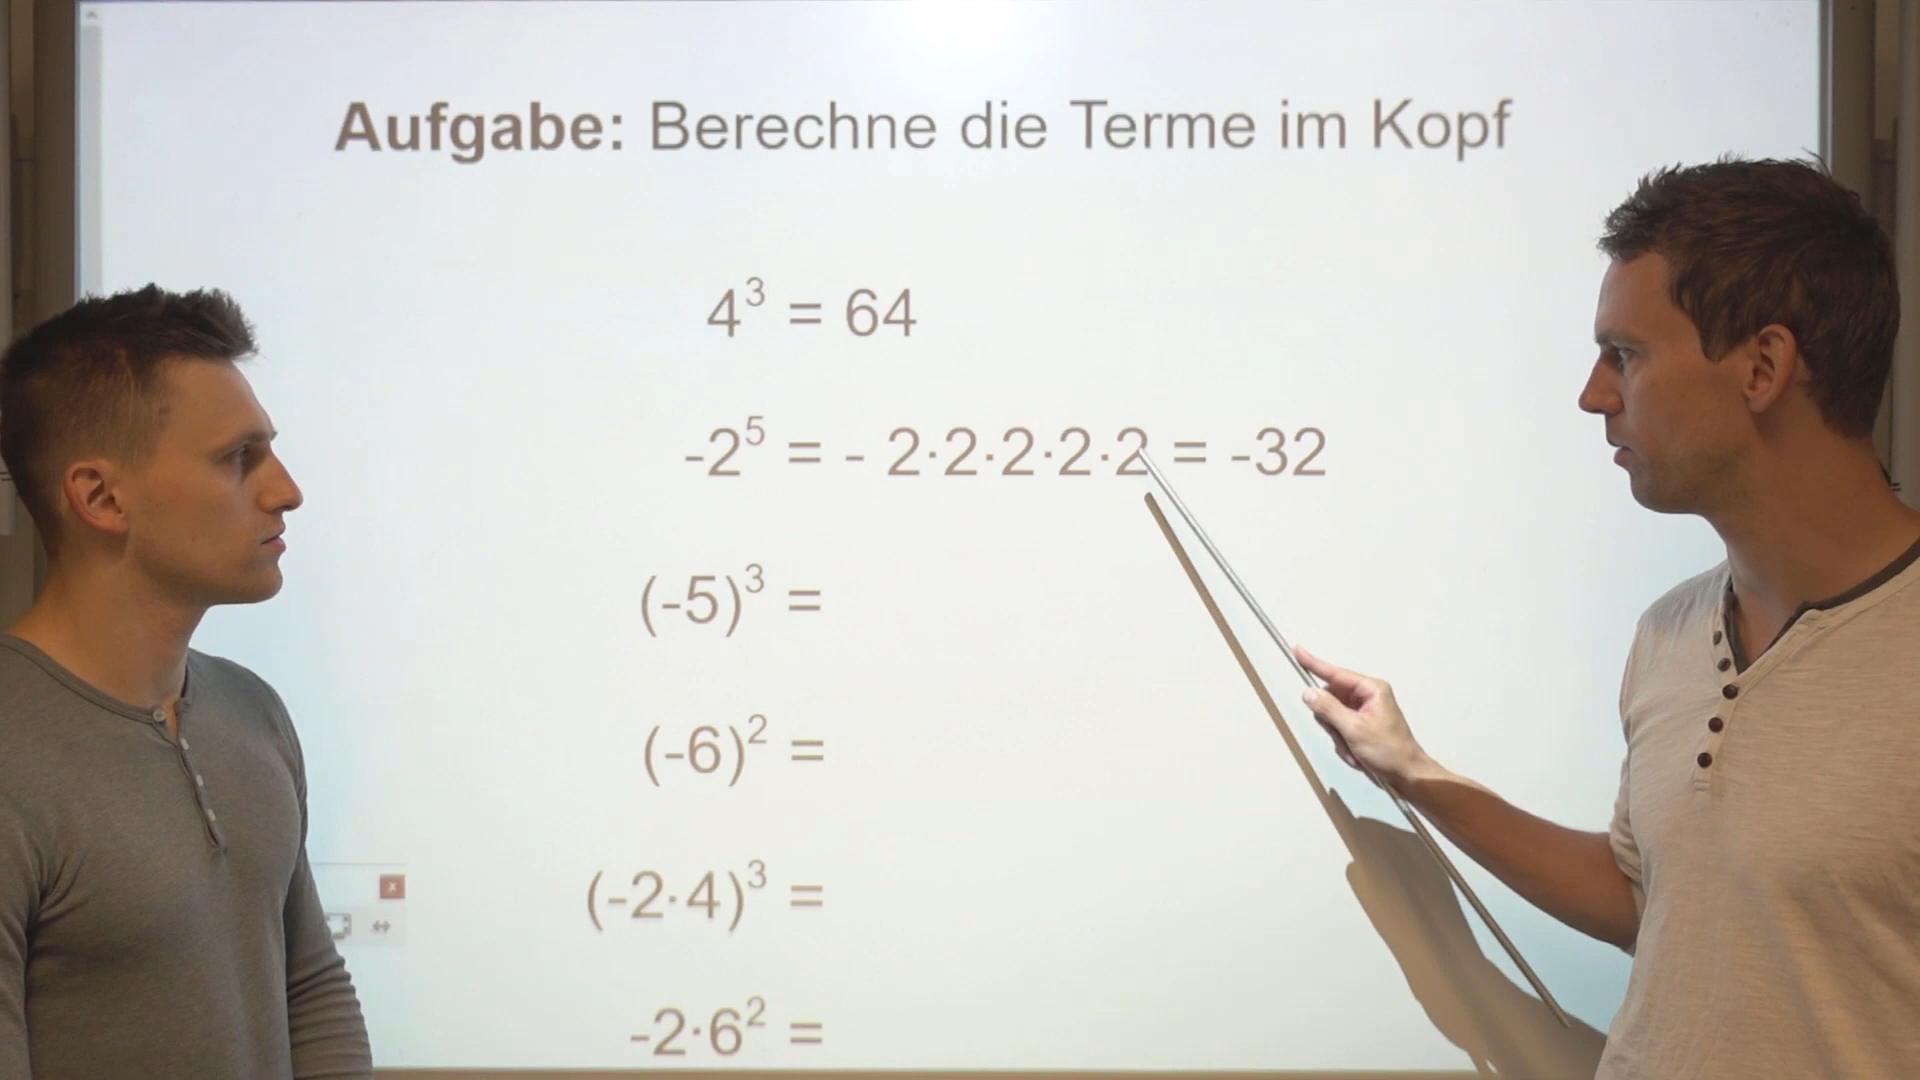 Aufgabe: Berechne die Terme im Kopf
4³ = 64
-2⁵ = - 2·2·2·2·2 = -32
(-5)³ =
(-6)² =
(-2·4)³ =
x
-2·6² =